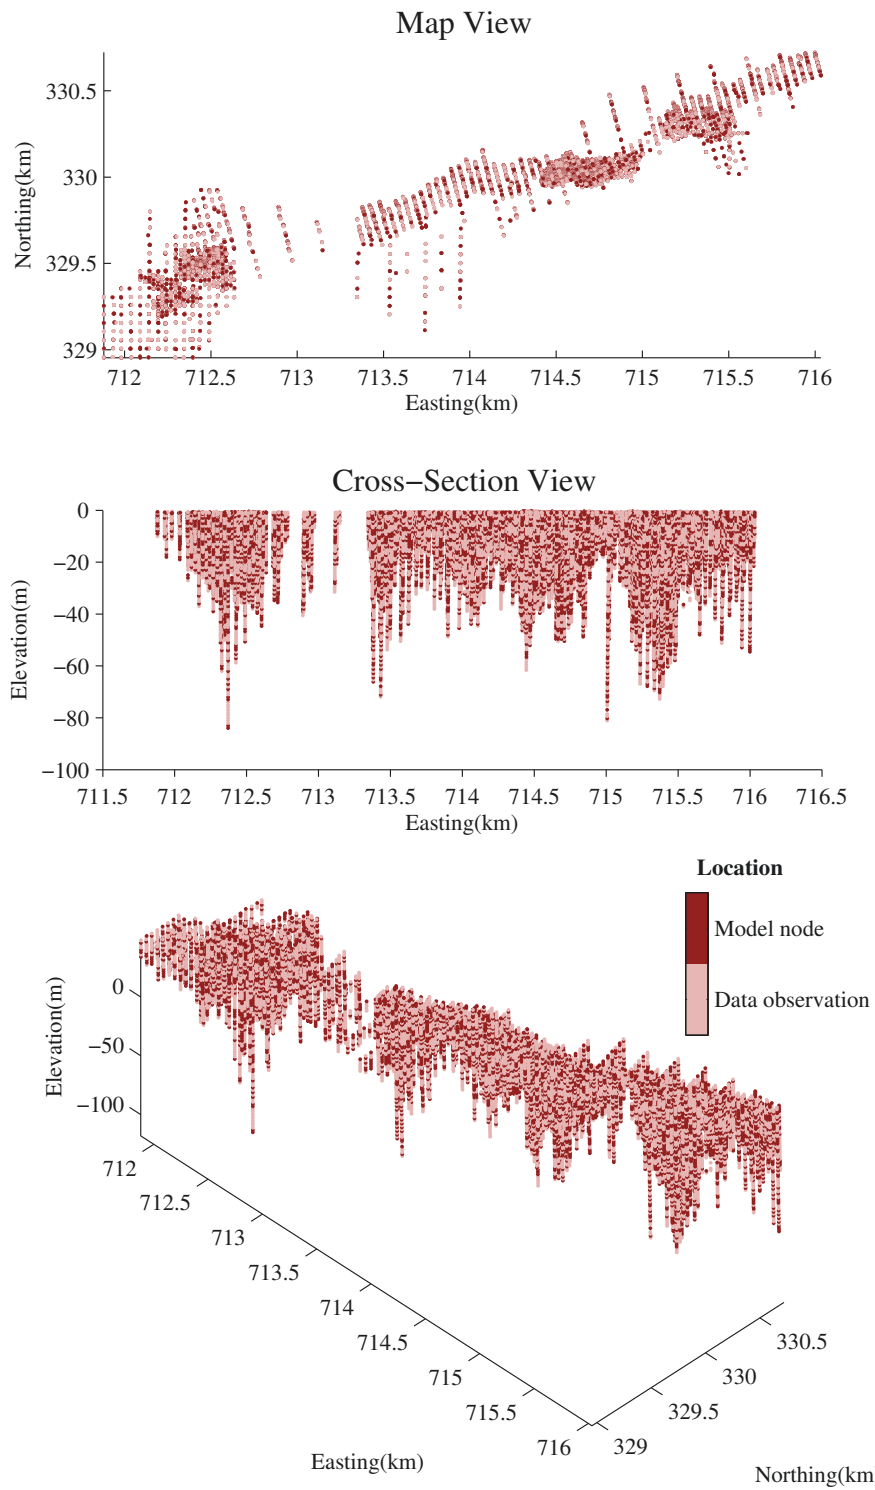 Map View
330.5
330
329.5
329
Northing(km)
712 712.5 713 713.5 714 714.5 715 715.5 716
Easting(km)
Cross−Section View
0
−20
−40
−60
−80
−100
Elevation(m)
711.5 712 712.5 713 713.5 714 714.5 715 715.5 716 716.5
Easting(km)
Location
Model node
Data observation
0
−50
−100
Elevation(m)
712
712.5
713
713.5
714
714.5
715
715.5
716
330.5
330
329.5
329
Easting(km)
Northing(km